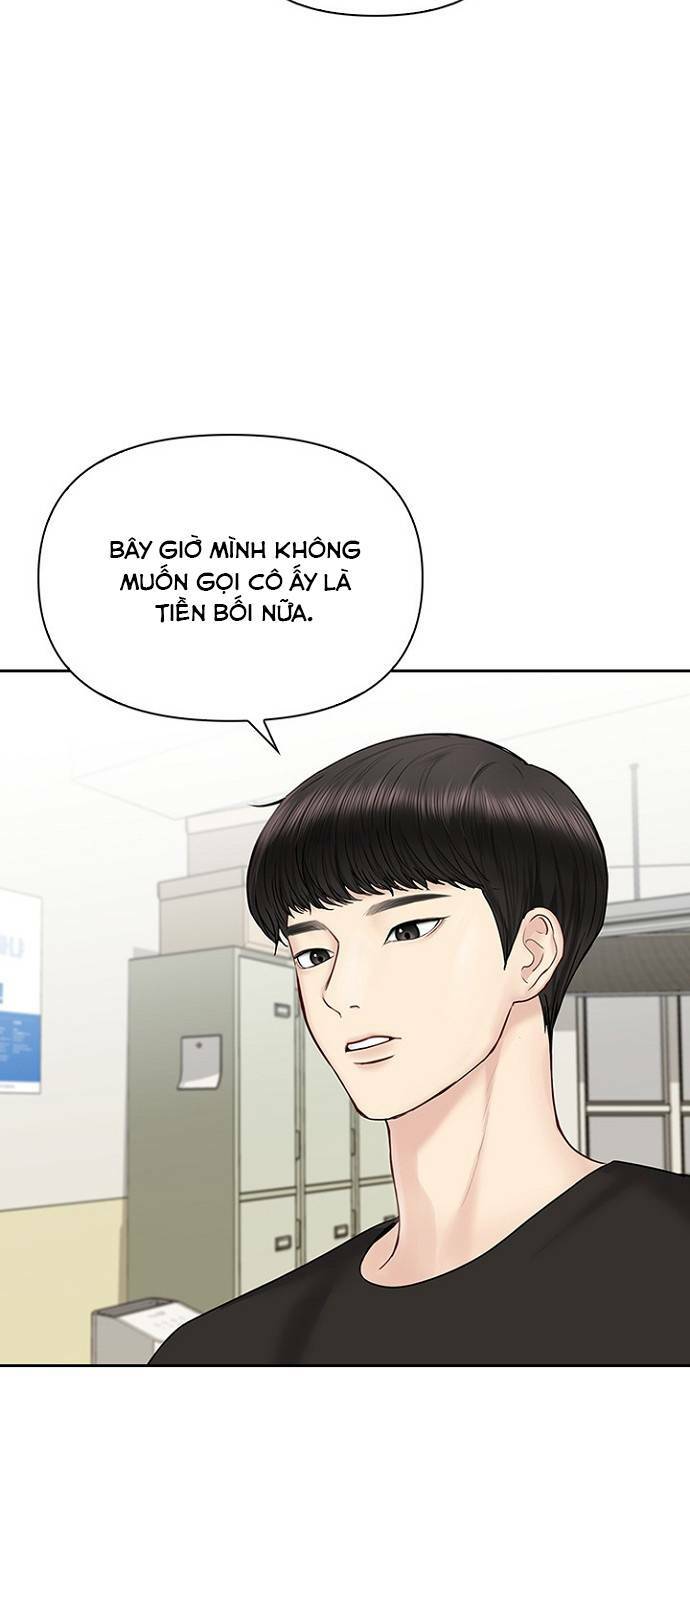 BÂY GIỜ MÌNH KHÔNG
MUỐN GỌI CÔ ẤY LÀ
TIỀN BỐI NỮA.